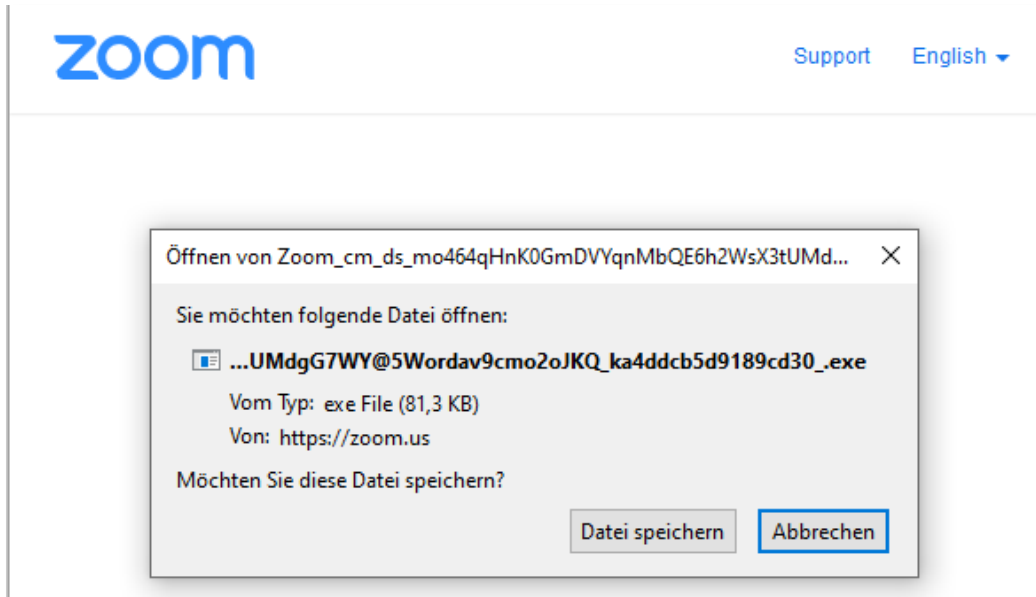 zoom
Support English
Öffnen von Zoom_cm_ds_mo464qHnK0GmDVYqnMbQE6h2WsX3tUMd...
Sie möchten folgende Datei öffnen:
...UMdgG7WY@5Wordav9cmo2oJKQ_ka4ddcb5d9189cd30_.exe
Vom Typ: exe File (81,3 KB)
Von: https://zoom.us
Möchten Sie diese Datei speichern?
Datei speichern Abbrechen